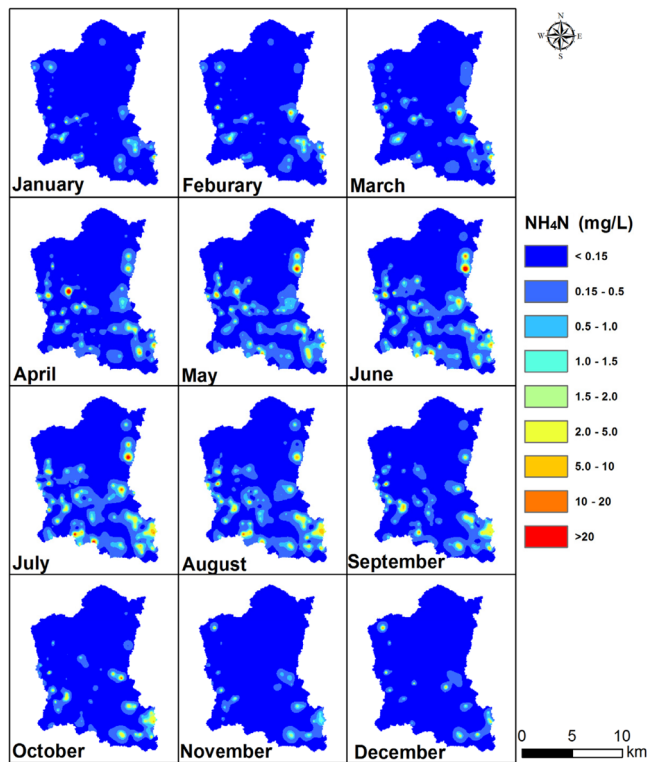 N
W E
S
January
Feburary
March
April
May
June
July
August
September
October
November
December
NH₄N (mg/L)
< 0.15
0.15 - 0.5
0.5 - 1.0
1.0 - 1.5
1.5 - 2.0
2.0 - 5.0
5.0 - 10
10 - 20
>20
0 5 10
km